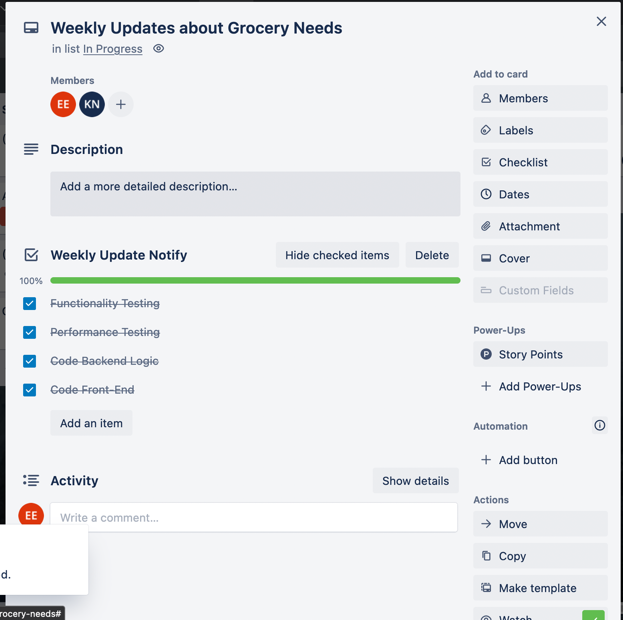 Weekly Updates about Grocery Needs
in list In Progress
Members
EE KN
Description
Add a more detailed description...
Weekly Update Notify
Hide checked items
Delete
100%
Functionality Testing
Performance Testing
Code Backend Logic
Code Front-End
Add an item
Activity
Show details
EE
Write a comment...
d.
rocery-needs#
Add to card
Members
Labels
Checklist
Dates
Attachment
Cover
Custom Fields
Power-Ups
Story Points
Add Power-Ups
Automation
Add button
Actions
Move
Copy
Make template
Watch